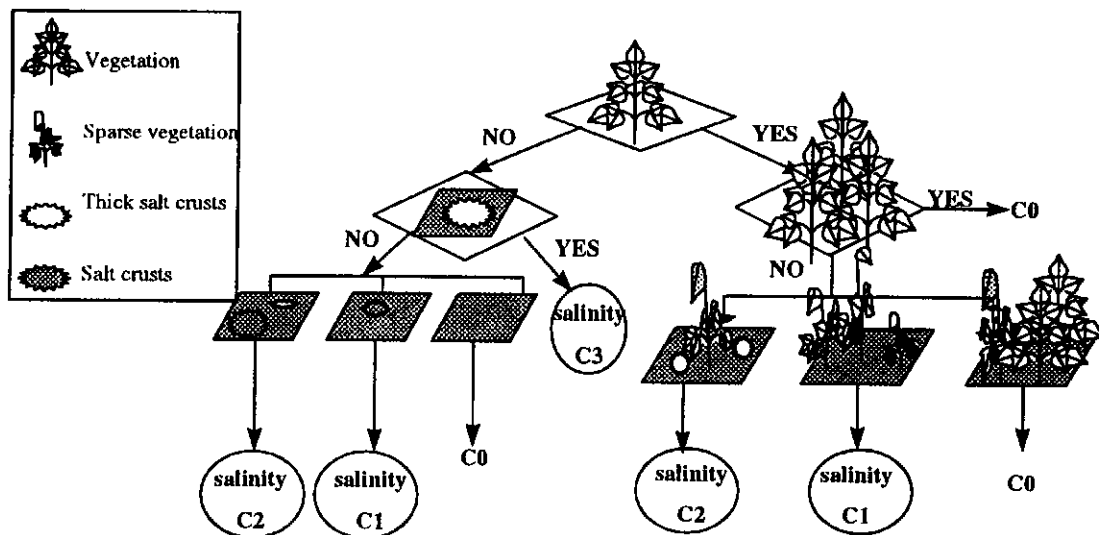 Vegetation
Sparse vegetation
Thick salt crusts
Salt crusts
NO
YES
YES
C0
NO
YES
NO
salinity
C3
C0
C0
salinity
C2
salinity
C1
salinity
C2
salinity
C1